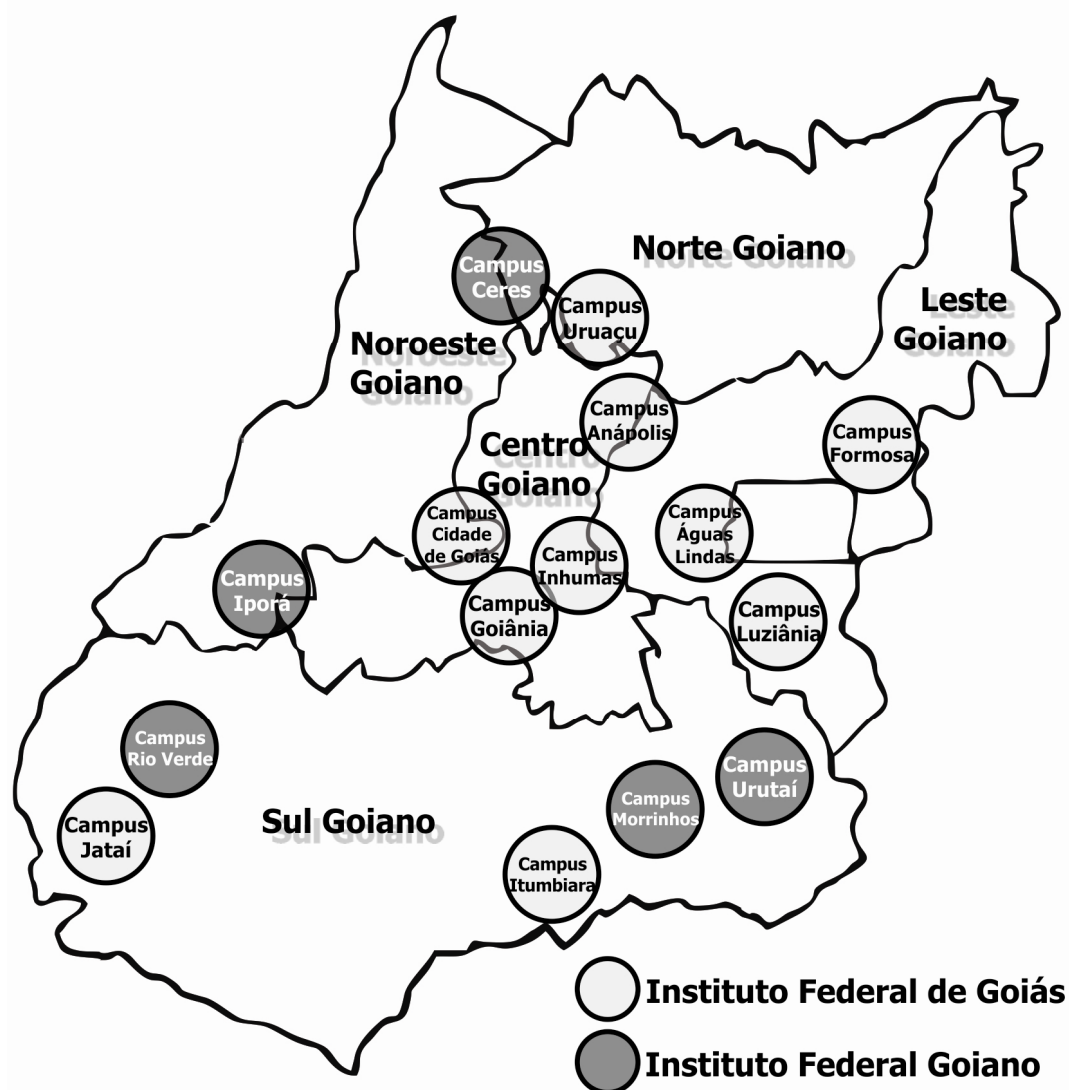 Norte Goiano
Campus
Ceres
Campus
Uruaçu
Leste
Goiano
Noroeste
Goiano
Campus
Anápolis
Campus
Formosa
Centro
Goiano
Campus
Cidade
de Goiás
Campus
Águas
Lindas
Campus
Inhumas
Campus
Iporá
Campus
Goiânia
Campus
Luziânia
Campus
Rio Verde
Campus
Urutaí
Campus
Morrinhos
Campus
Jataí
Sul Goiano
Campus
Itumbiara
Instituto Federal de Goiás
Instituto Federal Goiano